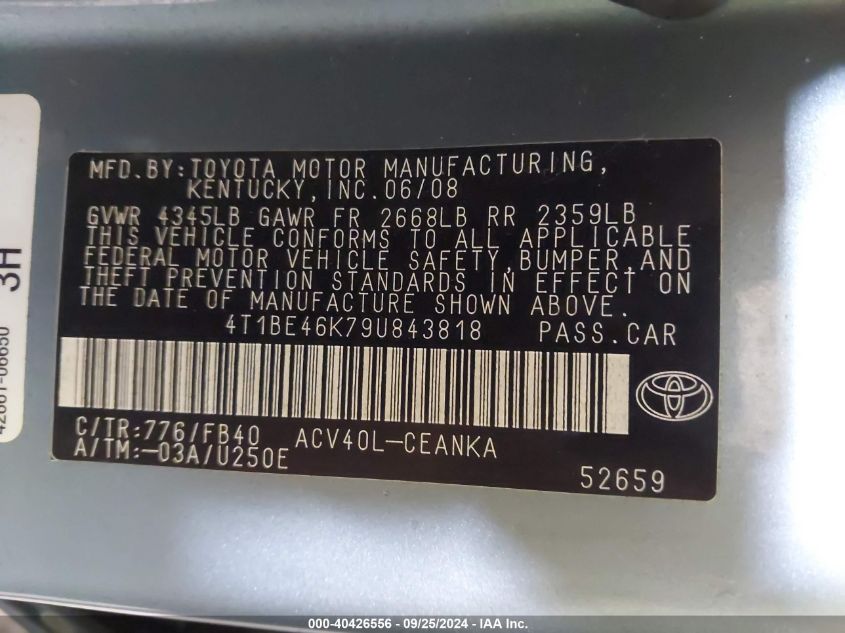 MFD.BY:TOYOTA MOTOR MANUFACTURING,
KENTUCKY,INC.06/08
GVWR 4345LB GAWR FR 2668LB RR 2359LB
THIS VEHICLE CONFORMS TO ALL APPLICABLE
FEDERAL MOTOR VEHICLE SAFETY,BUMPER,AND
THEFT PREVENTION STANDARDS IN EFFECT ON
THE DATE OF MANUFACTURE SHOWN ABOVE.
4T1BE46K79U843818 PASS.CAR
C/TR:776/FB40 ACV40L-CEANKA
A/TM:-03A/U250E
52659
3H
000-40426556 - 09/25/2024 - IAA Inc.